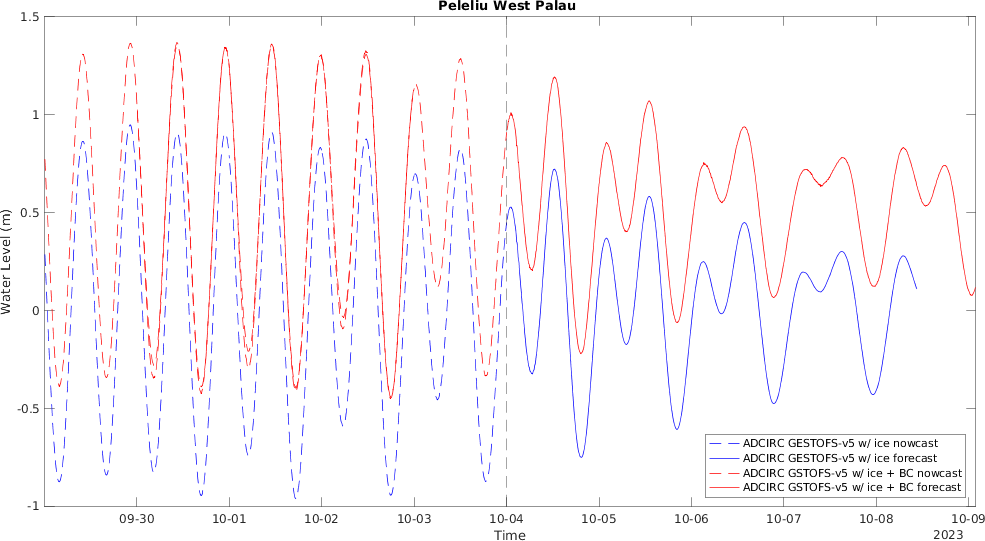 Peleliu West Palau
1.5
1
0.5
0
-0.5
-1
Water Level (m)
09-30
10-01
10-02
10-03
10-04
10-05
10-06
10-07
10-08
10-09
Time
2023
ADCIRC GESTOFS-v5 w/ ice nowcast
ADCIRC GESTOFS-v5 w/ ice forecast
ADCIRC GSTOFS-v5 w/ ice + BC nowcast
ADCIRC GSTOFS-v5 w/ ice + BC forecast